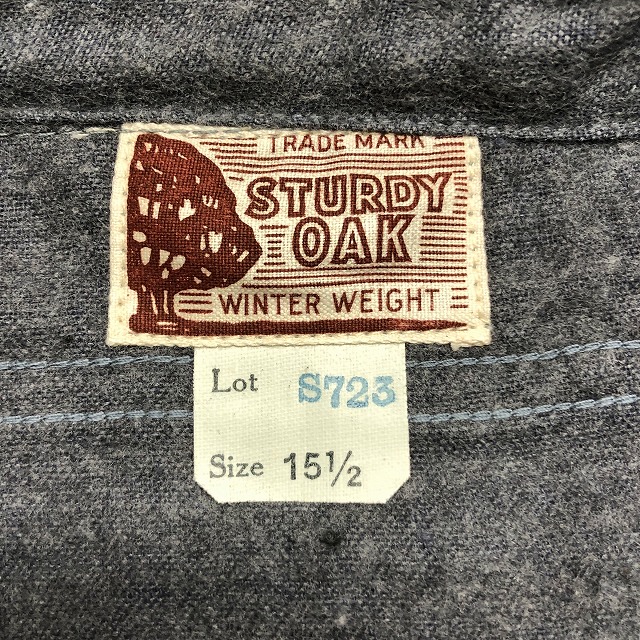 TRADE MARK
STURDY
OAK
WINTER WEIGHT
Lot S723
Size 15½